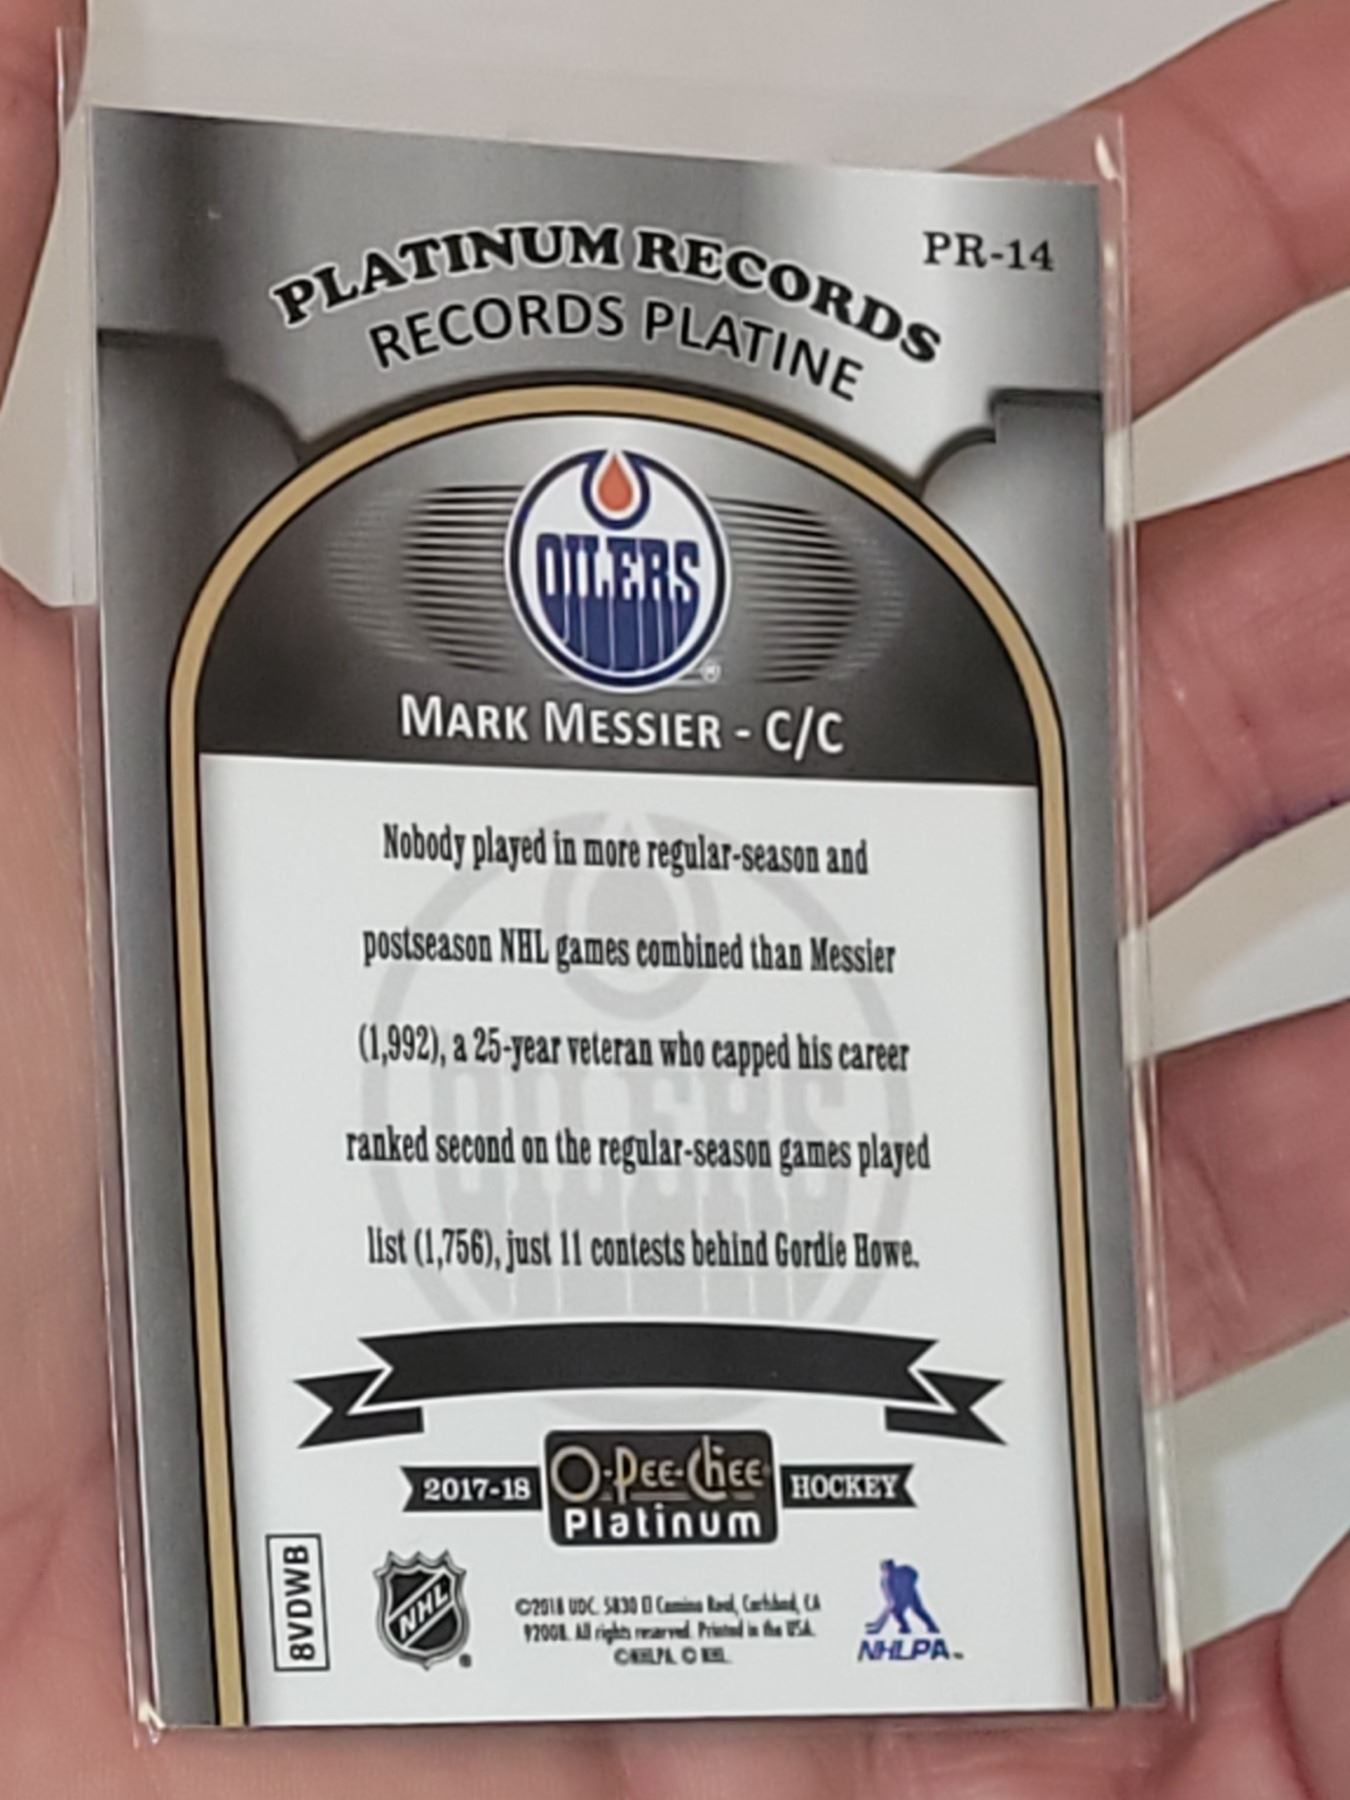 PR-14
PLATINUM RECORDS
RECORDS PLATINE
OILERS
®
MARK MESSIER - C/C
Nobody played in more regular-season and
postseason NHL games combined than Messier
(1,992), a 25-year veteran who capped his career
ranked second on the regular-season games played
list (1,756), just 11 contests behind Gordie Howe.
2017-18 O-Pee-Chee HOCKEY
Platinum
8VDWB
NHL
®
©2018 UDC. 5830 El Camino Real, Carlsbad, CA
92008. All rights reserved. Printed in the USA.
©NHLPA. © NHL.
NHLPA™